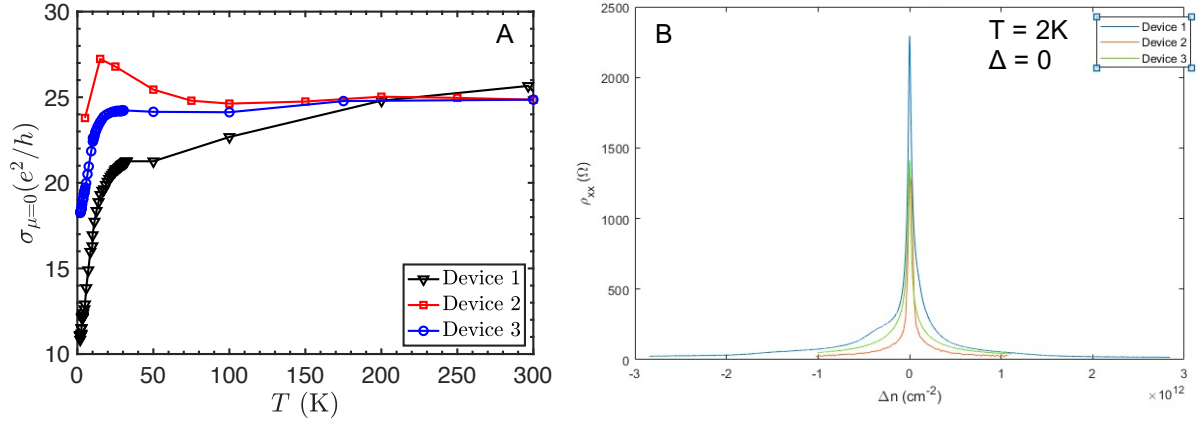 A
30
25
20
15
10
σμ=0(e²/h)
0
50
100
150
200
250
300
T (K)
Device 1
Device 2
Device 3
B
T = 2K
Δ = 0
Device 1
Device 2
Device 3
2500
2000
1500
1000
500
0
ρxx (Ω)
-3
-2
-1
0
1
2
3
×10¹²
Δn (cm⁻²)